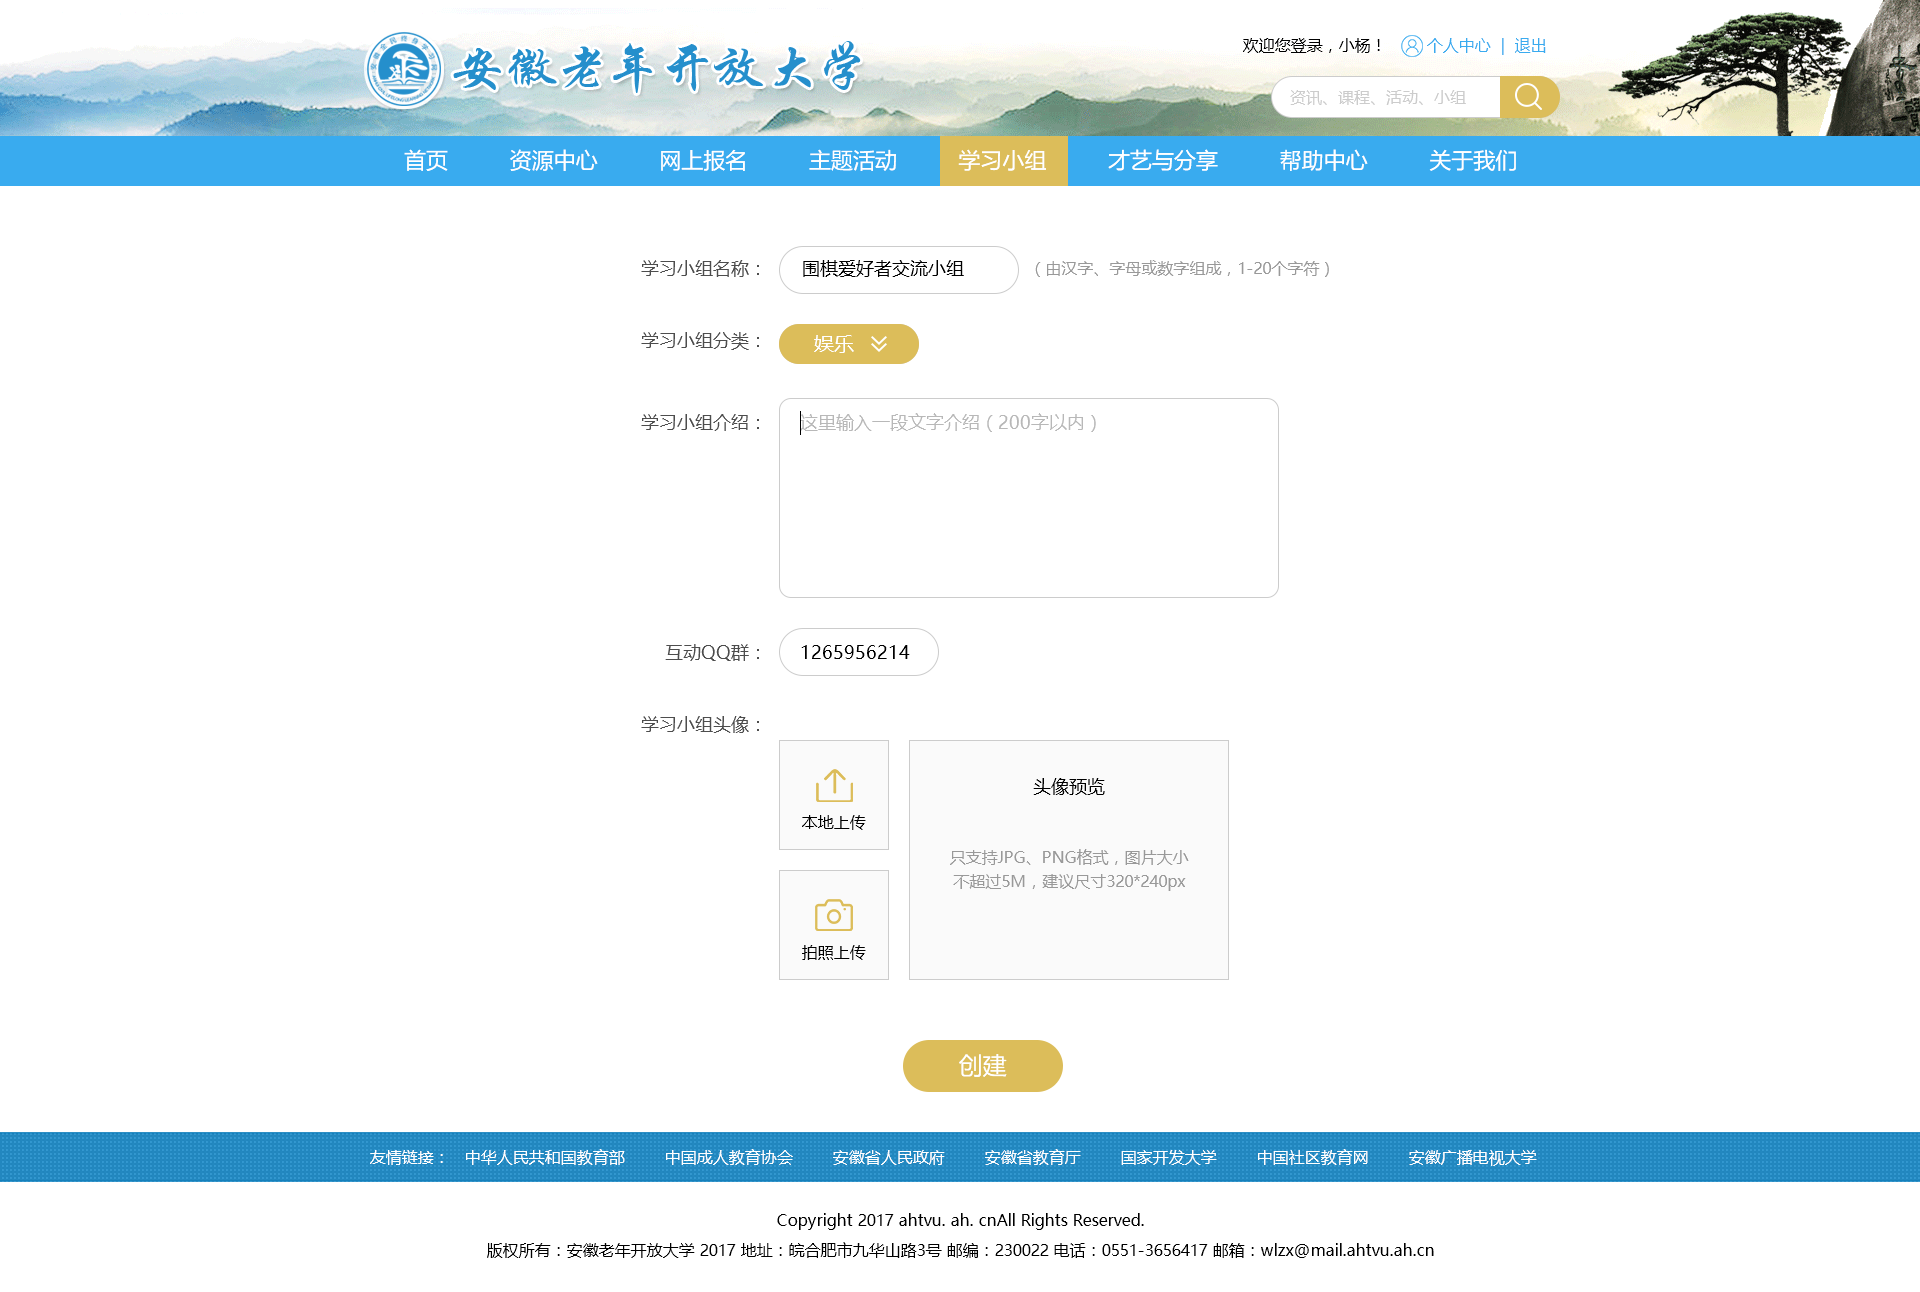 安徽老年开放大学
欢迎您登录，小杨！ 个人中心 | 退出
资讯、课程、活动、小组
首页 资源中心 网上报名 主题活动 学习小组 才艺与分享 帮助中心 关于我们
学习小组名称： 围棋爱好者交流小组 （由汉字、字母或数字组成，1-20个字符）
学习小组分类： 娱乐
学习小组介绍： 这里输入一段文字介绍（200字以内）
互动QQ群： 1265956214
学习小组头像：
本地上传
头像预览
只支持JPG、PNG格式，图片大小
不超过5M，建议尺寸320*240px
拍照上传
创建
友情链接： 中华人民共和国教育部 中国成人教育协会 安徽省人民政府 安徽省教育厅 国家开发大学 中国社区教育网 安徽广播电视大学
Copyright 2017 ahtvu. ah. cnAll Rights Reserved.
版权所有：安徽老年开放大学 2017 地址：皖合肥市九华山路3号 邮编：230022 电话：0551-3656417 邮箱：wlzx@mail.ahtvu.ah.cn